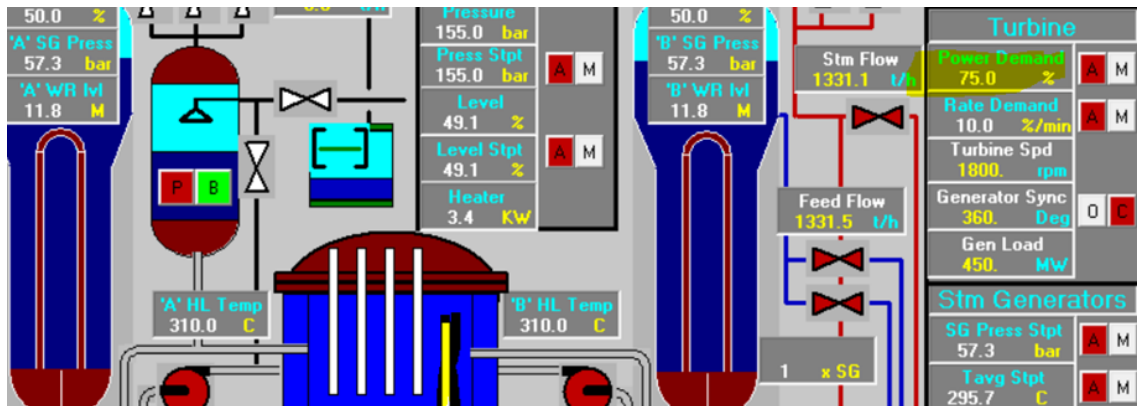 50.0 %
'A' SG Press
57.3 bar
'A' WR lvl
11.8 M
P B
'A' HL Temp
310.0 C
Pressure
155.0 bar
Press Stpt
155.0 bar
A M
Level
49.1 %
Level Stpt
49.1 %
A M
Heater
3.4 KW
'B' HL Temp
310.0 C
50.0 %
'B' SG Press
57.3 bar
'B' WR lvl
11.8 M
Stm Flow
1331.1 t/h
Feed Flow
1331.5 t/h
1 x SG
Turbine
Power Demand
75.0 %
A M
Rate Demand
10.0 %/min
A M
Turbine Spd
1800. rpm
Generator Sync
360. Deg
O C
Gen Load
450. MW
Stm Generators
SG Press Stpt
57.3 bar
A M
Tavg Stpt
295.7 C
A M